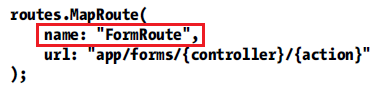 routes.MapRoute(
    name: "FormRoute",
    url: "app/forms/{controller}/{action}"
);